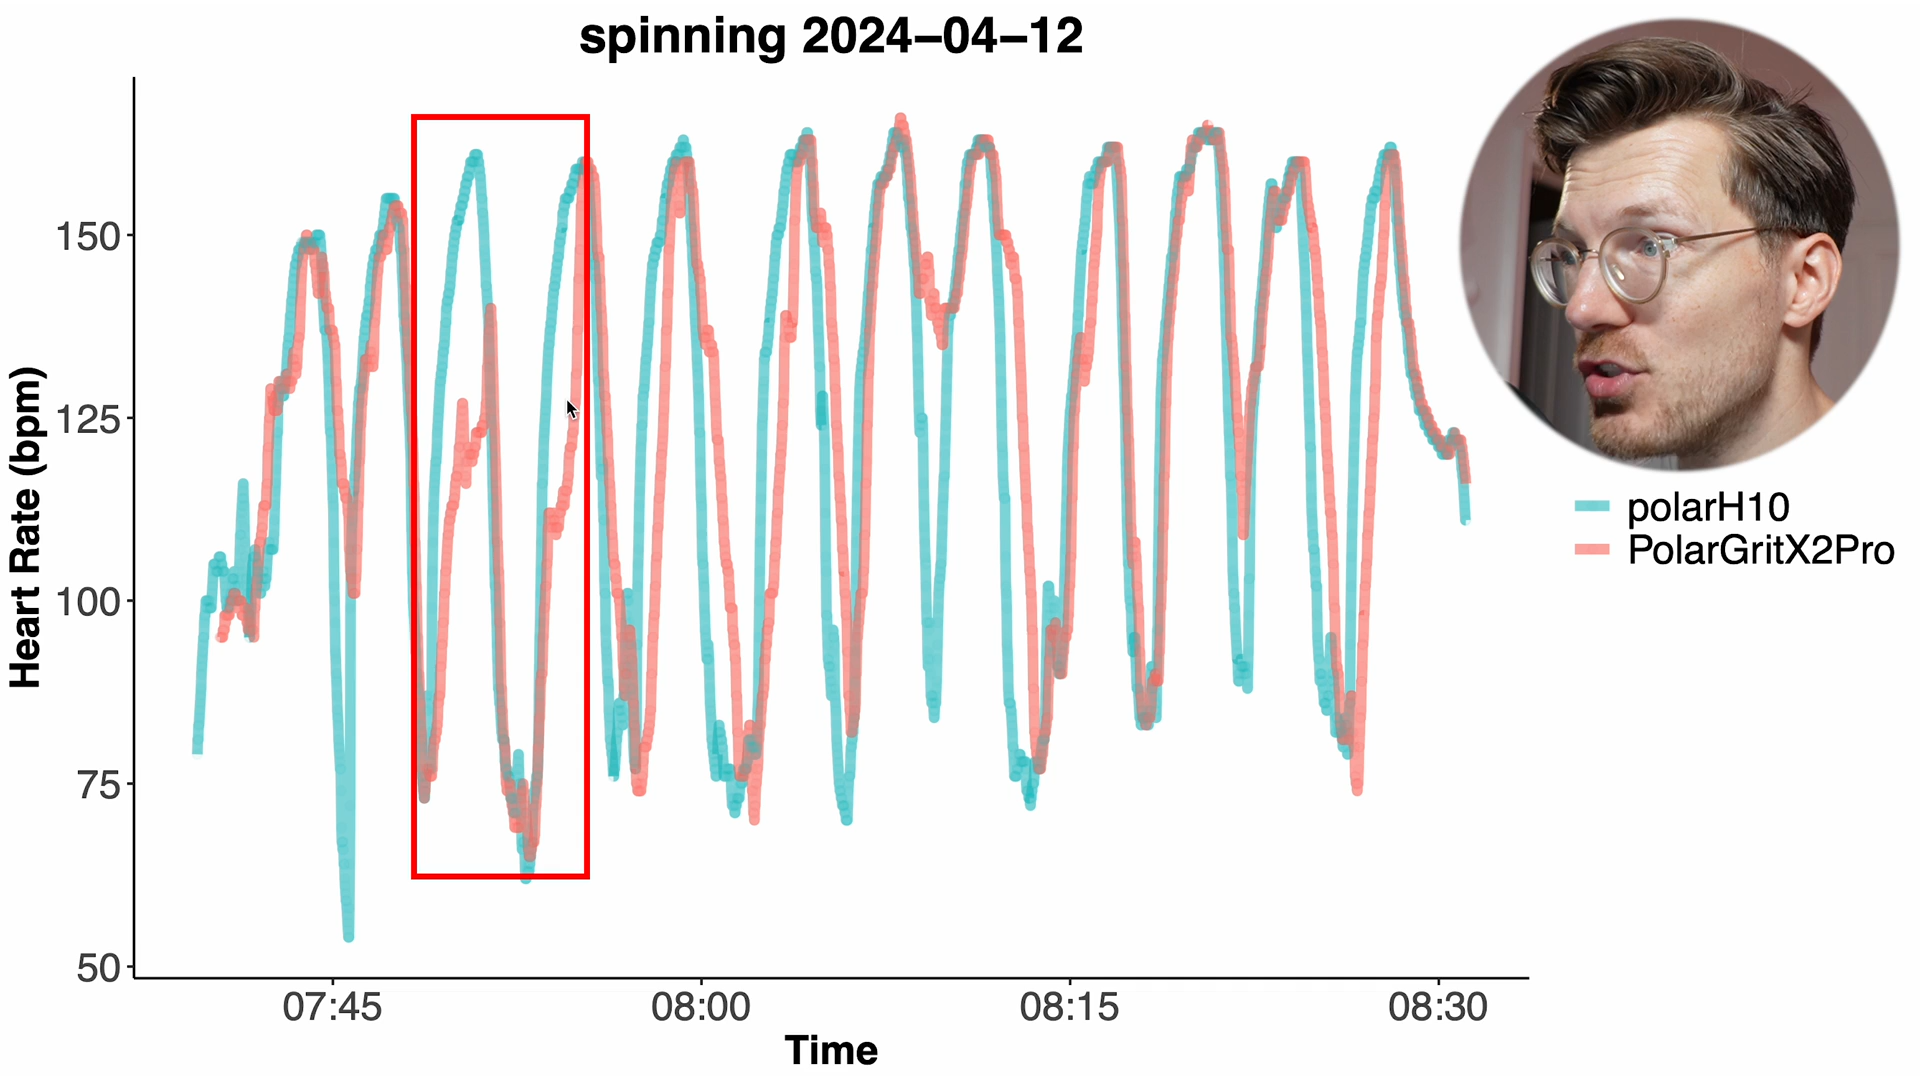 spinning 2024–04–12
Heart Rate (bpm)
150
125
100
75
50
07:45
08:00
08:15
08:30
Time
polarH10
PolarGritX2Pro